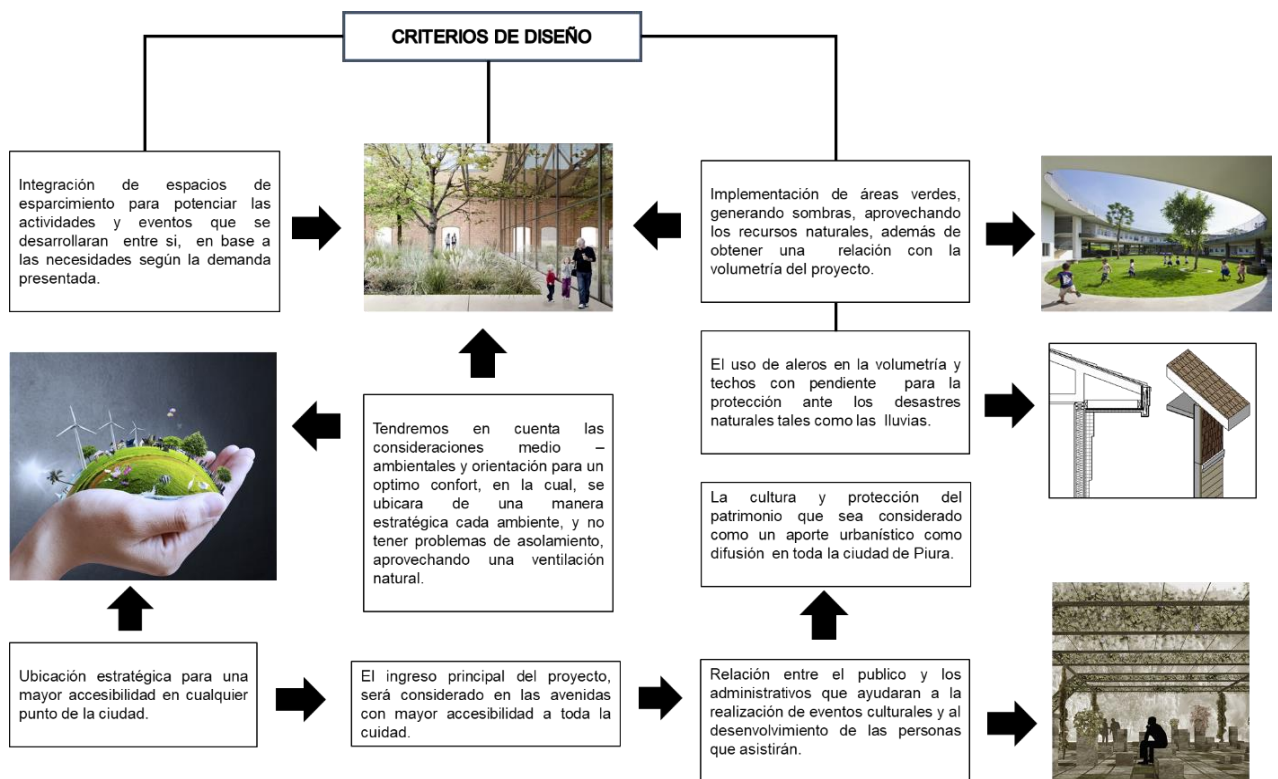 CRITERIOS DE DISEÑO
Integración de espacios de
esparcimiento para potenciar las
actividades y eventos que se
desarrollaran entre si, en base a
las necesidades según la demanda
presentada.
Implementación de áreas verdes,
generando sombras, aprovechando
los recursos naturales, además de
obtener una relación con la
volumetría del proyecto.
El uso de aleros en la volumetría y
techos con pendiente para la
protección ante los desastres
naturales tales como las lluvias.
Tendremos en cuenta las
consideraciones medio –
ambientales y orientación para un
optimo confort, en la cual, se
ubicara de una manera
estratégica cada ambiente, y no
tener problemas de asolamiento,
aprovechando una ventilación
natural.
La cultura y protección del
patrimonio que sea considerado
como un aporte urbanístico como
difusión en toda la ciudad de Piura.
Ubicación estratégica para una
mayor accesibilidad en cualquier
punto de la ciudad.
El ingreso principal del proyecto,
será considerado en las avenidas
con mayor accesibilidad a toda la
cuidad.
Relación entre el publico y los
administrativos que ayudaran a la
realización de eventos culturales y al
desenvolvimiento de las personas
que asistirán.